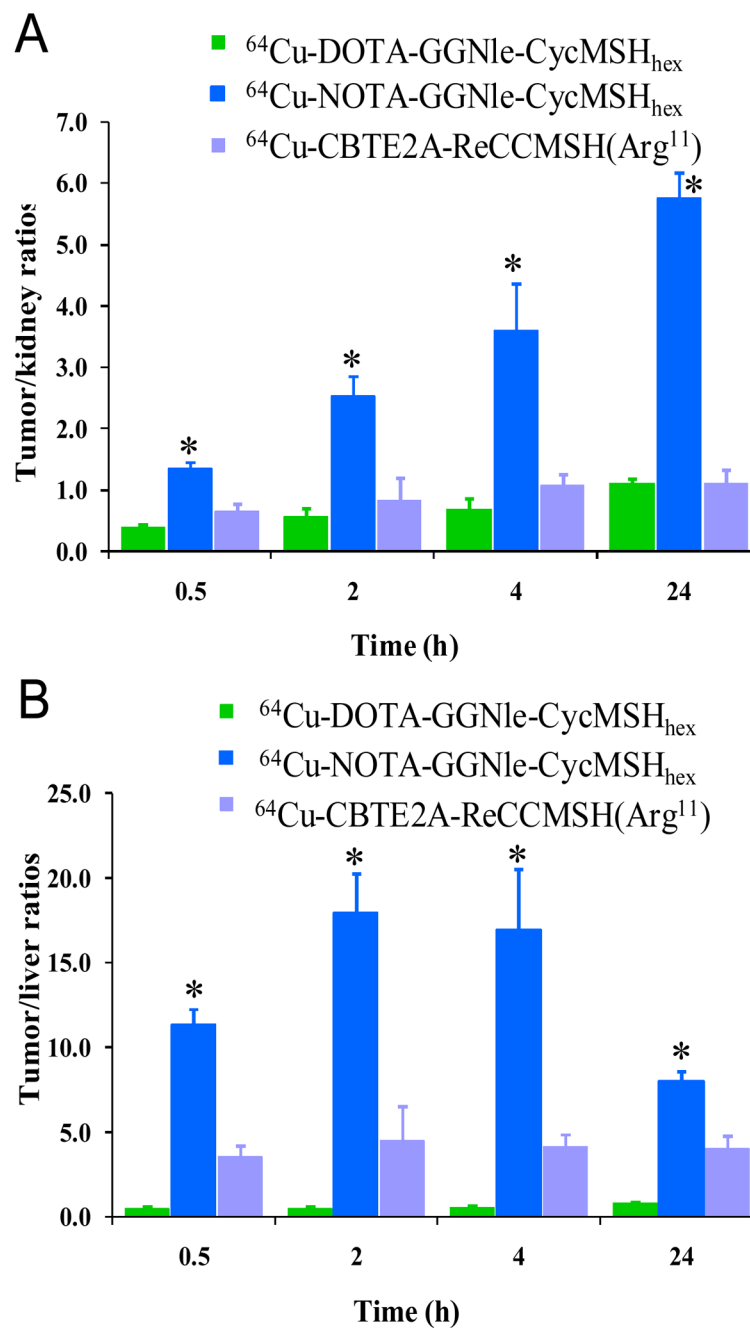 A
⁶⁴Cu-DOTA-GGNle-CycMSHₕₑₓ
⁶⁴Cu-NOTA-GGNle-CycMSHₕₑₓ
⁶⁴Cu-CBTE2A-ReCCMSH(Arg¹¹)
Tumor/kidney ratios
7.0
6.0
5.0
4.0
3.0
2.0
1.0
0.0
* * * *
0.5 2 4 24
Time (h)
B
⁶⁴Cu-DOTA-GGNle-CycMSHₕₑₓ
⁶⁴Cu-NOTA-GGNle-CycMSHₕₑₓ
⁶⁴Cu-CBTE2A-ReCCMSH(Arg¹¹)
Tumor/liver ratios
25.0
20.0
15.0
10.0
5.0
0.0
* * * *
0.5 2 4 24
Time (h)